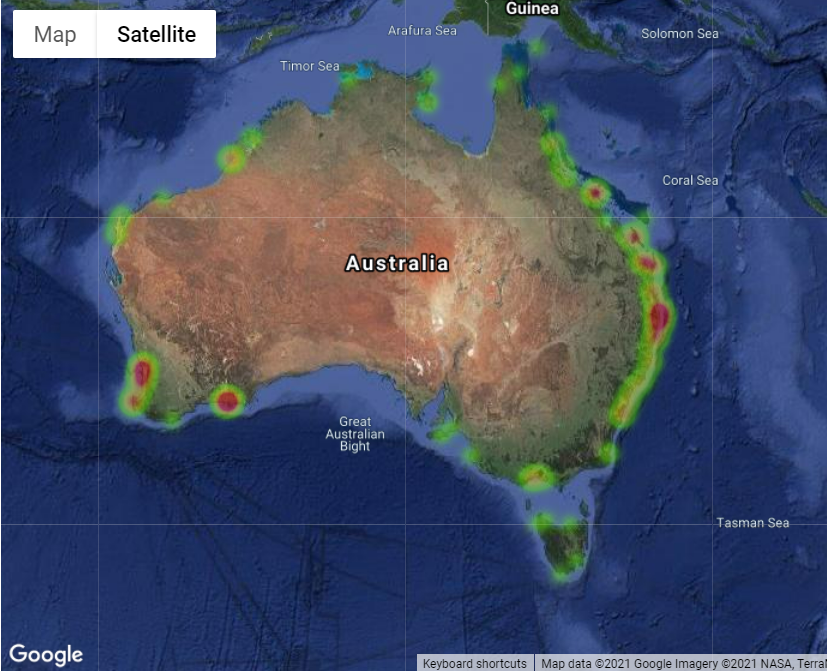 Map Satellite
Guinea
Arafura Sea
Solomon Sea
Timor Sea
Coral Sea
Australia
Great
Australian
Bight
Tasman Sea
Google
Keyboard shortcuts
Map data ©2021 Google Imagery ©2021 NASA, Terra